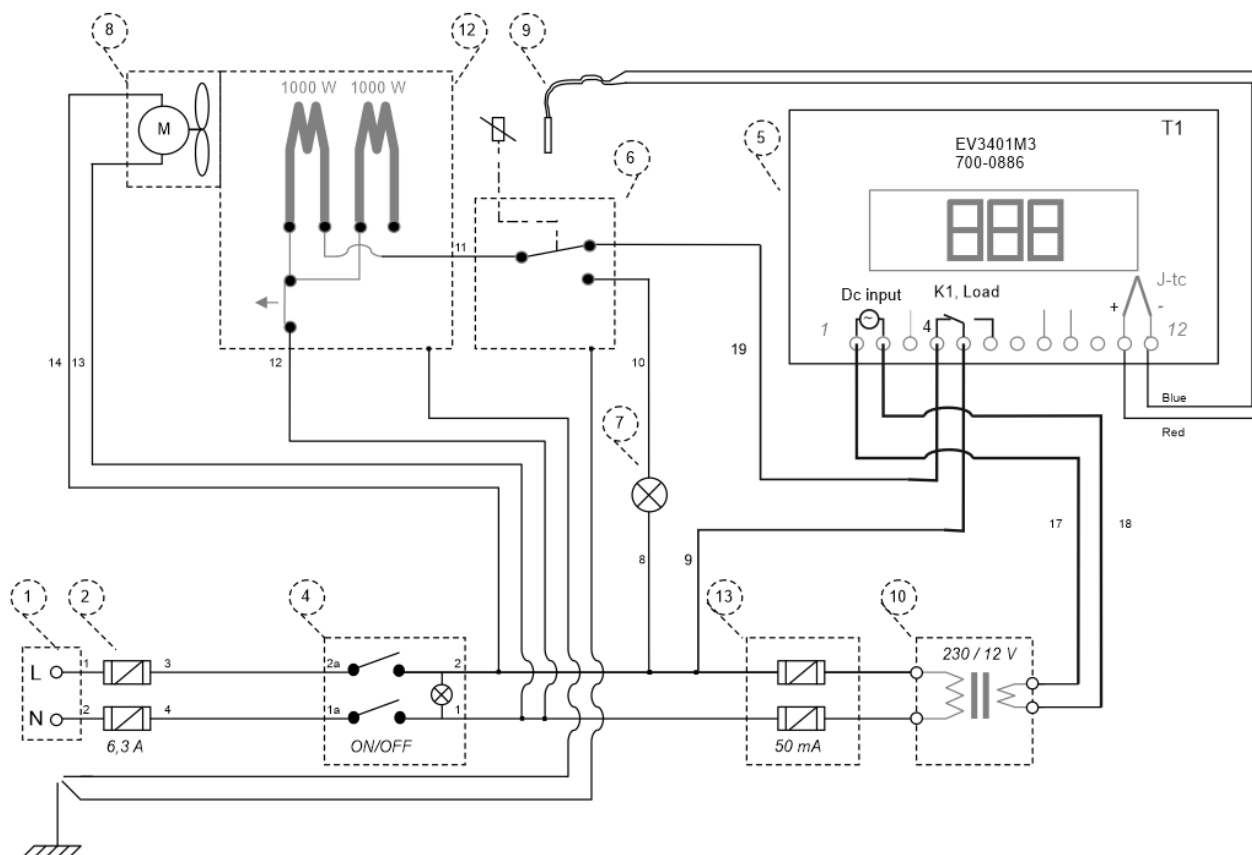 8
12
9
1000 W 1000 W
M
5
T1
EV3401M3
700-0886
6
11
J-tc
Dc input
K1, Load
+
-
1
4
12
14
13
12
10
19
Blue
Red
7
17
18
8
9
1
2
4
13
10
L
1
3
2a
2
230 / 12 V
N
2
4
1a
1
6,3 A
ON/OFF
50 mA